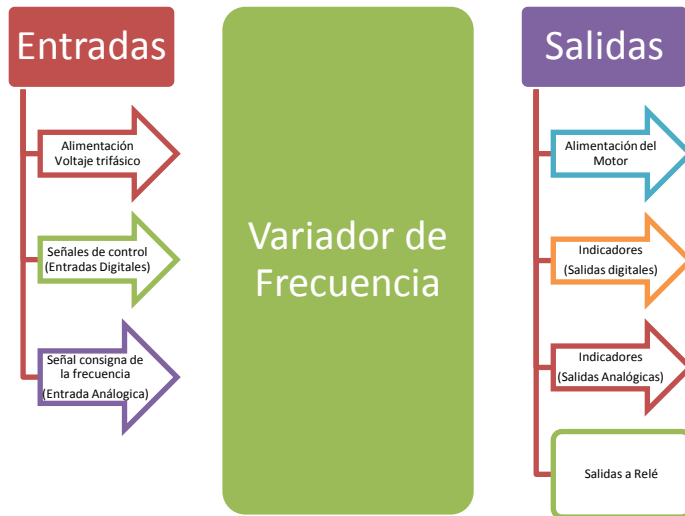 Entradas
Alimentación
Voltaje trifásico
Señales de control
(Entradas Digitales)
Señal consigna de
la frecuencia
(Entrada Análogica)
Variador de
Frecuencia
Salidas
Alimentación del
Motor
Indicadores
(Salidas digitales)
Indicadores
(Salidas Analógicas)
Salidas a Relé